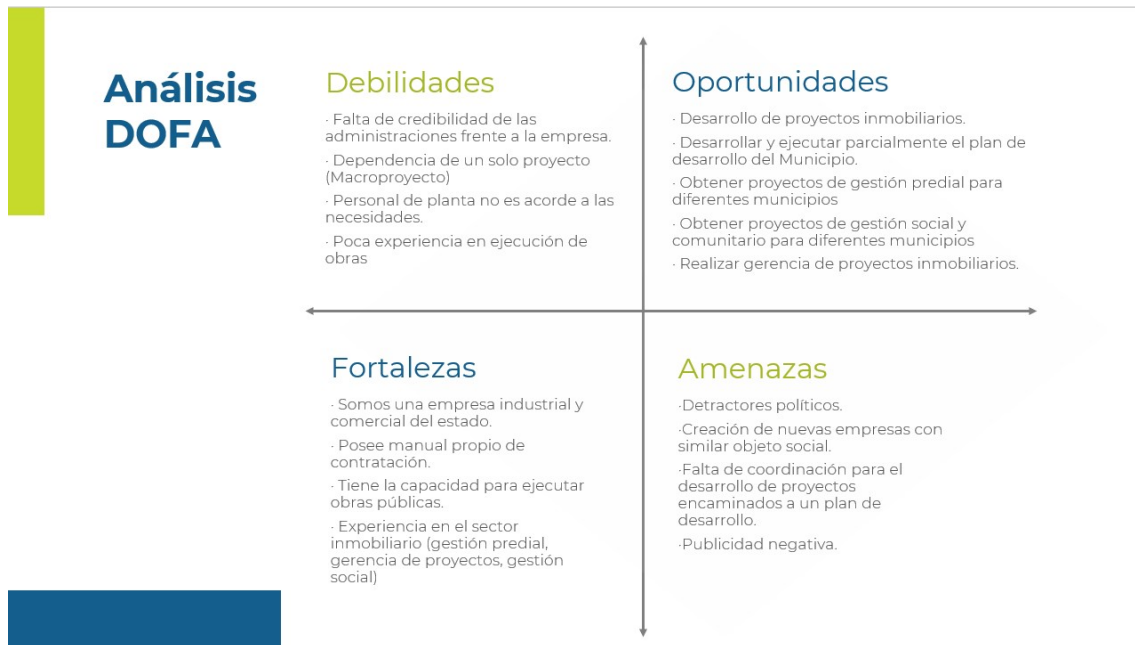 Análisis
DOFA
Debilidades
· Falta de credibilidad de las
administraciones frente a la empresa.
· Dependencia de un solo proyecto
(Macroproyecto)
· Personal de planta no es acorde a las
necesidades.
· Poca experiencia en ejecución de
obras
Oportunidades
· Desarrollo de proyectos inmobiliarios.
· Desarrollar y ejecutar parcialmente el plan de
desarrollo del Municipio.
· Obtener proyectos de gestión predial para
diferentes municipios
· Obtener proyectos de gestión social y
comunitario para diferentes municipios
· Realizar gerencia de proyectos inmobiliarios.
Fortalezas
· Somos una empresa industrial y
comercial del estado.
· Posee manual propio de
contratación.
· Tiene la capacidad para ejecutar
obras públicas.
· Experiencia en el sector
inmobiliario (gestión predial,
gerencia de proyectos, gestión
social)
Amenazas
·Detractores políticos.
·Creación de nuevas empresas con
similar objeto social.
·Falta de coordinación para el
desarrollo de proyectos
encaminados a un plan de
desarrollo.
·Publicidad negativa.